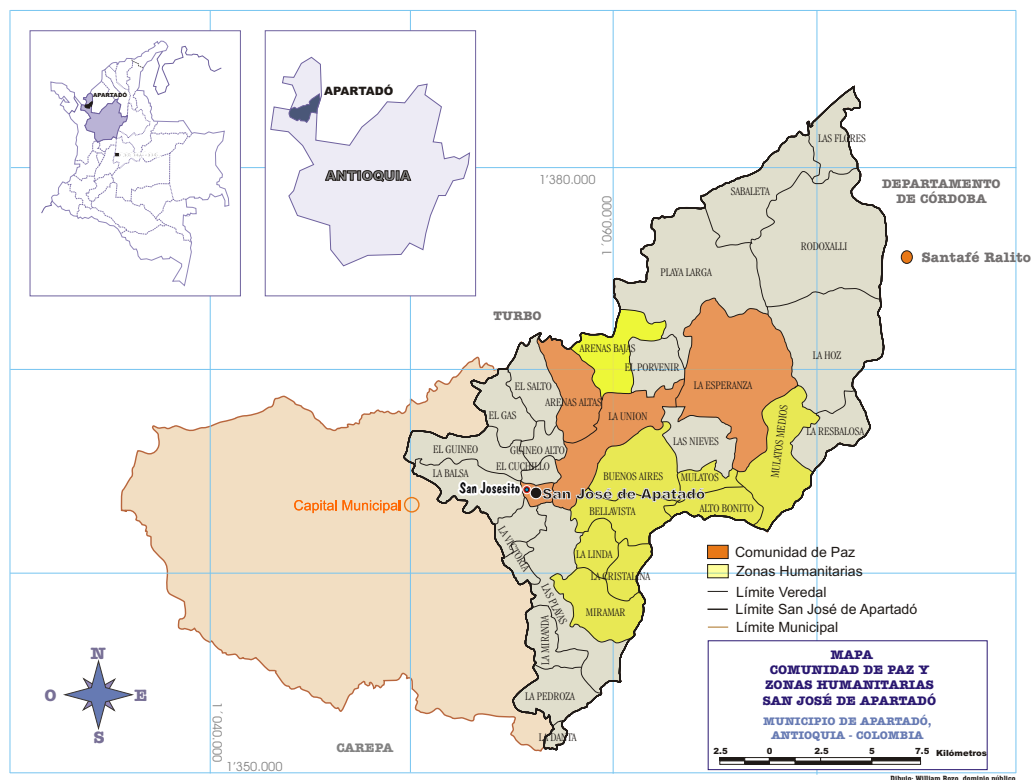 APARTADÓ
APARTADÓ
ANTIOQUIA
1'380.000
1'060.000
DEPARTAMENTO
DE CÓRDOBA
Santafé Ralito
LAS FLORES
SABALETA
RODOXALLI
PLAYA LARGA
TURBO
ARENAS BAJAS
EL PORVENIR
LA HOZ
EL SALTO
LA ESPERANZA
ARENAS ALTAS
LA UNION
EL GAS
MULATOS MEDIOS
LA RESBALOSA
EL GUINEO
GUINEO ALTO
LAS NIEVES
EL CUCHILLO
LA BALSA
BUENOS AIRES
MULATOS
San Josesito
San José de Apatadó
Capital Municipal
BELLAVISTA
ALTO BONITO
LA VICTORIA
LA LINDA
LA CRISTALINA
LAS PLAYAS
MIRAMAR
LA MIRANDA
LA PEDROZA
LA DANTA
Comunidad de Paz
Zonas Humanitarias
Límite Veredal
Límite San José de Apartadó
Límite Municipal
N
O
E
S
1'040.000
1'350.000
CAREPA
MAPA
COMUNIDAD DE PAZ Y
ZONAS HUMANITARIAS
SAN JOSÉ DE APARTADÓ
MUNICIPIO DE APARTADÓ,
ANTIOQUIA - COLOMBIA
2.5 0 2.5 5 7.5 Kilómetros
Dibujo: William Rozo, dominio público